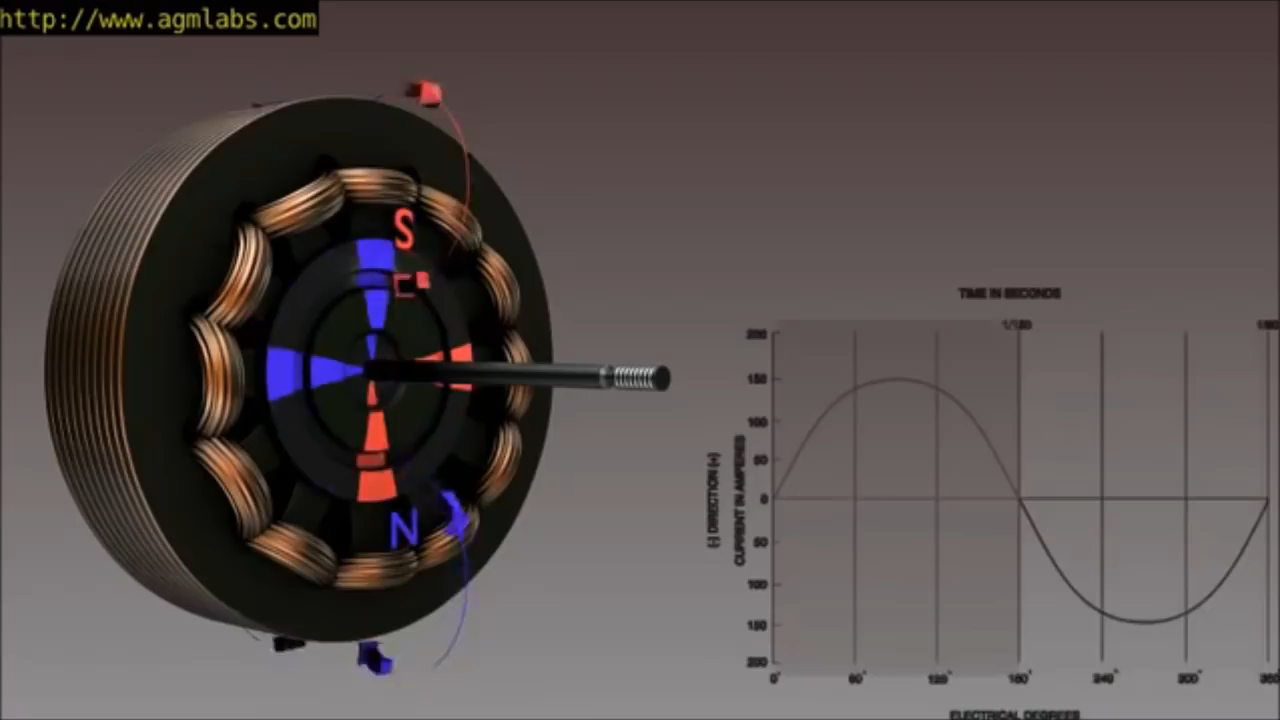 http://www.agmlabs.com
S
N
TIME IN SECONDS
200
150
100
50
0
50
100
150
200
[-] DIRECTION [+]
CURRENT IN AMPERES
0°
60°
120°
180°
240°
300°
360
ELECTRICAL DEGREES